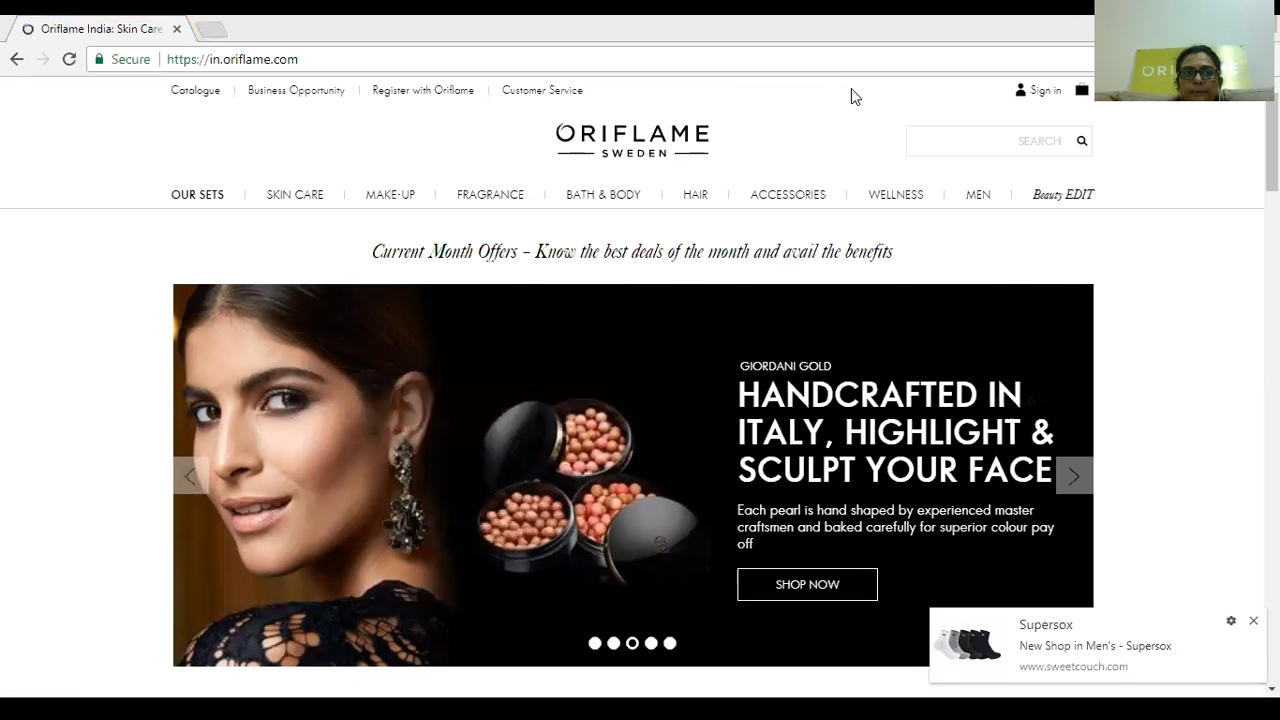 Oriflame India: Skin Care
Secure
https://in.oriflame.com
Catalogue
Business Opportunity
Register with Oriflame
Customer Service
Sign in
ORIFLAME
SWEDEN
SEARCH
OUR SETS
SKIN CARE
MAKE-UP
FRAGRANCE
BATH & BODY
HAIR
ACCESSORIES
WELLNESS
MEN
Beauty EDIT
Current Month Offers – Know the best deals of the month and avail the benefits
GIORDANI GOLD
HANDCRAFTED IN
ITALY, HIGHLIGHT &
SCULPT YOUR FACE
Each pearl is hand shaped by experienced master
craftsmen and baked carefully for superior colour pay
off
SHOP NOW
Supersox
New Shop in Men's - Supersox
www.sweetcouch.com